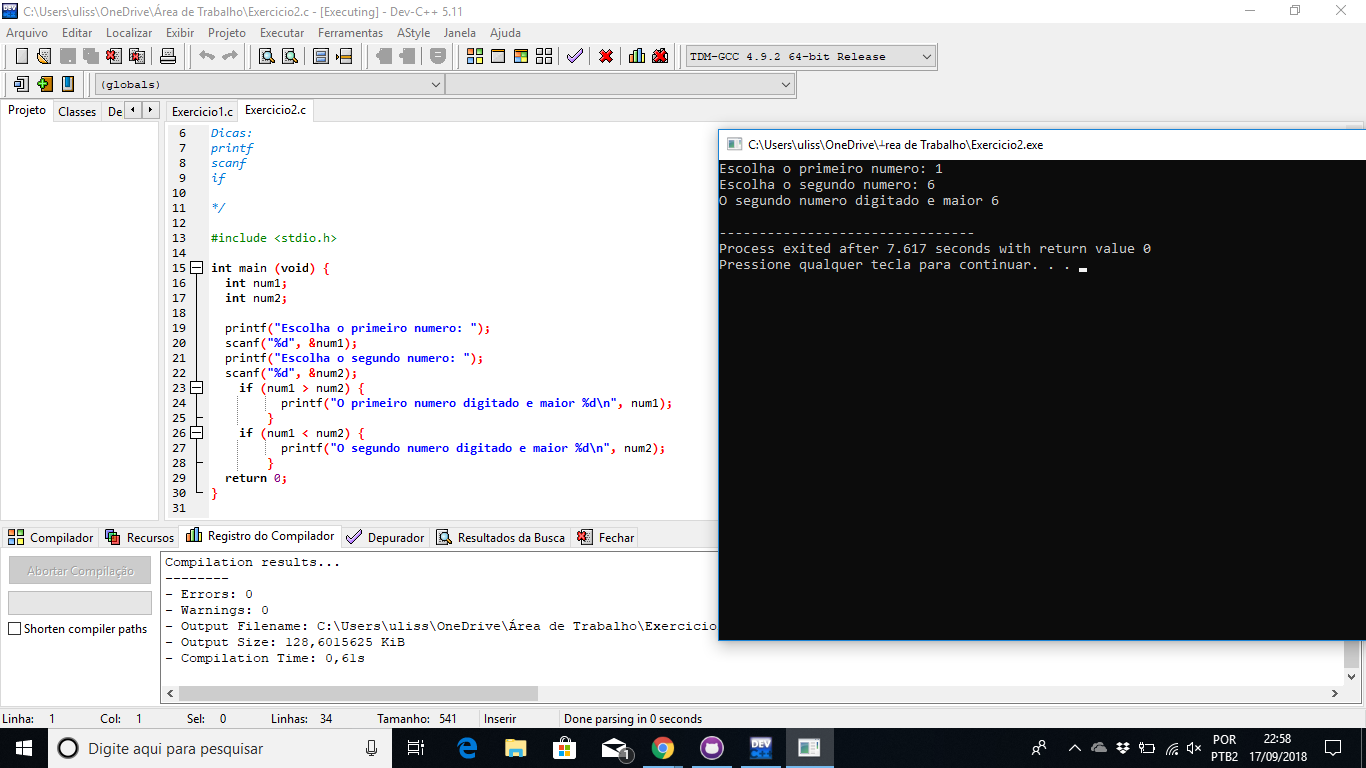 C:\Users\uliss\OneDrive\Área de Trabalho\Exercicio2.c - [Executing] - Dev-C++ 5.11
Arquivo Editar Localizar Exibir Projeto Executar Ferramentas AStyle Janela Ajuda
TDM-GCC 4.9.2 64-bit Release
(globals)
Projeto Classes De
Exercicio1.c Exercicio2.c
6 Dicas:
7 printf
8 scanf
9 if
10
11 */
12
13 #include <stdio.h>
14
15 int main (void) {
16 int num1;
17 int num2;
18
19 printf("Escolha o primeiro numero: ");
20 scanf("%d", &num1);
21 printf("Escolha o segundo numero: ");
22 scanf("%d", &num2);
23 if (num1 > num2) {
24 printf("O primeiro numero digitado e maior %d\n", num1);
25 }
26 if (num1 < num2) {
27 printf("O segundo numero digitado e maior %d\n", num2);
28 }
29 return 0;
30 }
31
C:\Users\uliss\OneDrive\┴rea de Trabalho\Exercicio2.exe
Escolha o primeiro numero: 1
Escolha o segundo numero: 6
O segundo numero digitado e maior 6
--------------------------------
Process exited after 7.617 seconds with return value 0
Pressione qualquer tecla para continuar. . .
Compilador Recursos Registro do Compilador Depurador Resultados da Busca Fechar
Abortar Compilação
Shorten compiler paths
Compilation results...
--------
- Errors: 0
- Warnings: 0
- Output Filename: C:\Users\uliss\OneDrive\Área de Trabalho\Exercicio
- Output Size: 128,6015625 KiB
- Compilation Time: 0,61s
Linha: 1 Col: 1 Sel: 0 Linhas: 34 Tamanho: 541 Inserir Done parsing in 0 seconds
Digite aqui para pesquisar
1
DEV
POR
PTB2
22:58
17/09/2018